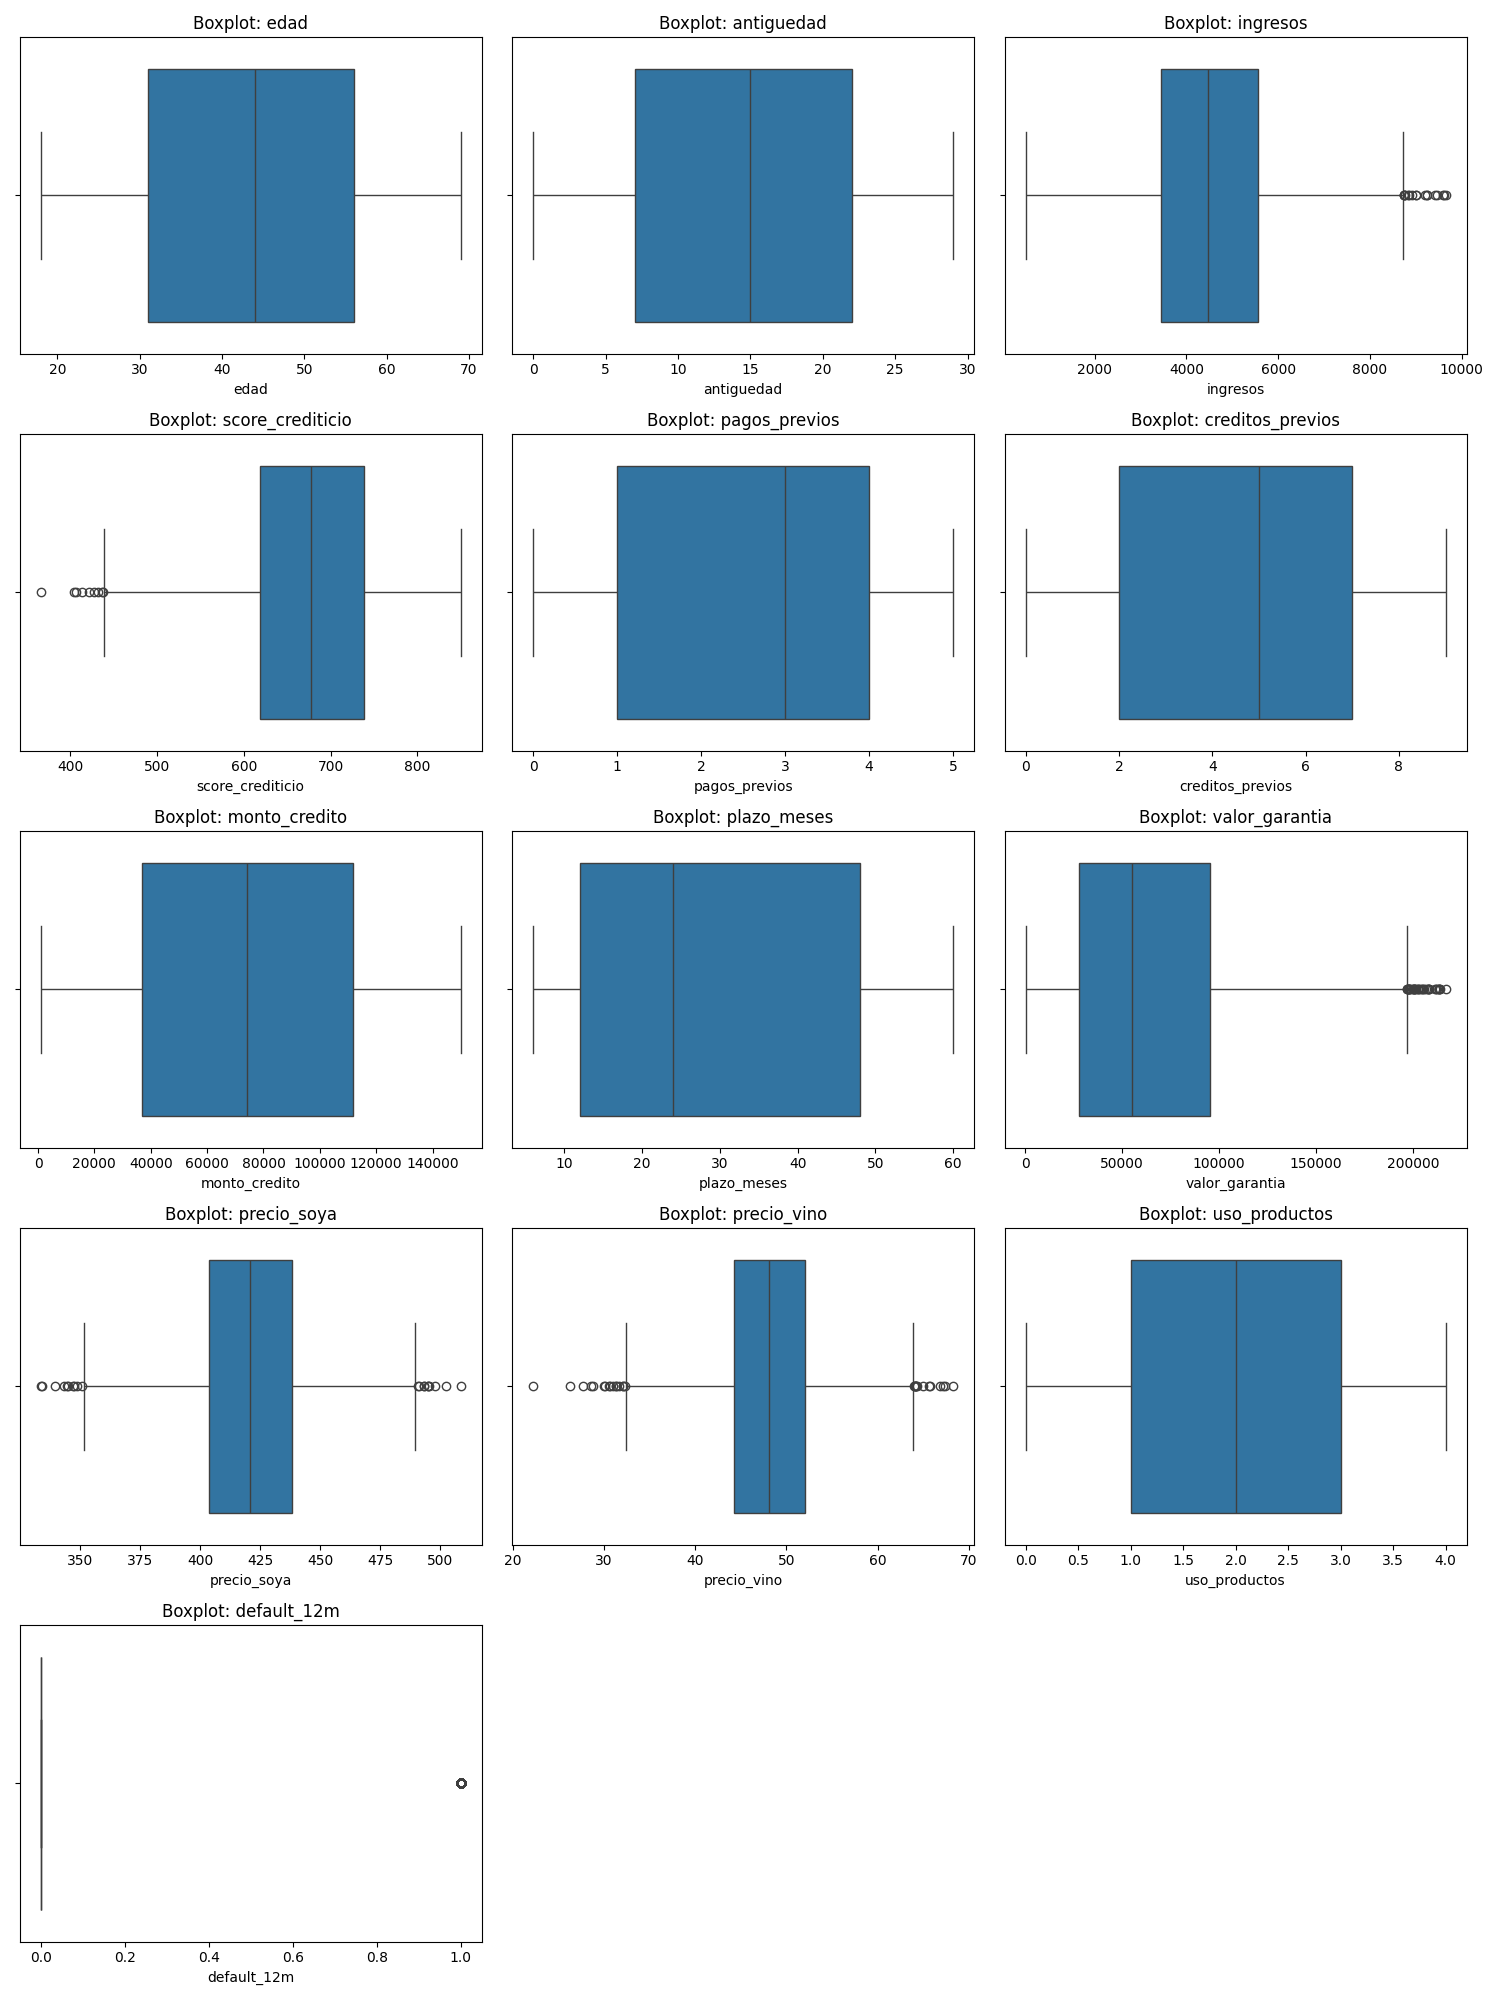 Boxplot: edad
20 30 40 50 60 70
edad
Boxplot: antiguedad
0 5 10 15 20 25 30
antiguedad
Boxplot: ingresos
2000 4000 6000 8000 10000
ingresos
Boxplot: score_crediticio
400 500 600 700 800
score_crediticio
Boxplot: pagos_previos
0 1 2 3 4 5
pagos_previos
Boxplot: creditos_previos
0 2 4 6 8
creditos_previos
Boxplot: monto_credito
0 20000 40000 60000 80000 100000 120000 140000
monto_credito
Boxplot: plazo_meses
10 20 30 40 50 60
plazo_meses
Boxplot: valor_garantia
0 50000 100000 150000 200000
valor_garantia
Boxplot: precio_soya
350 375 400 425 450 475 500
precio_soya
Boxplot: precio_vino
20 30 40 50 60 70
precio_vino
Boxplot: uso_productos
0.0 0.5 1.0 1.5 2.0 2.5 3.0 3.5 4.0
uso_productos
Boxplot: default_12m
0.0 0.2 0.4 0.6 0.8 1.0
default_12m